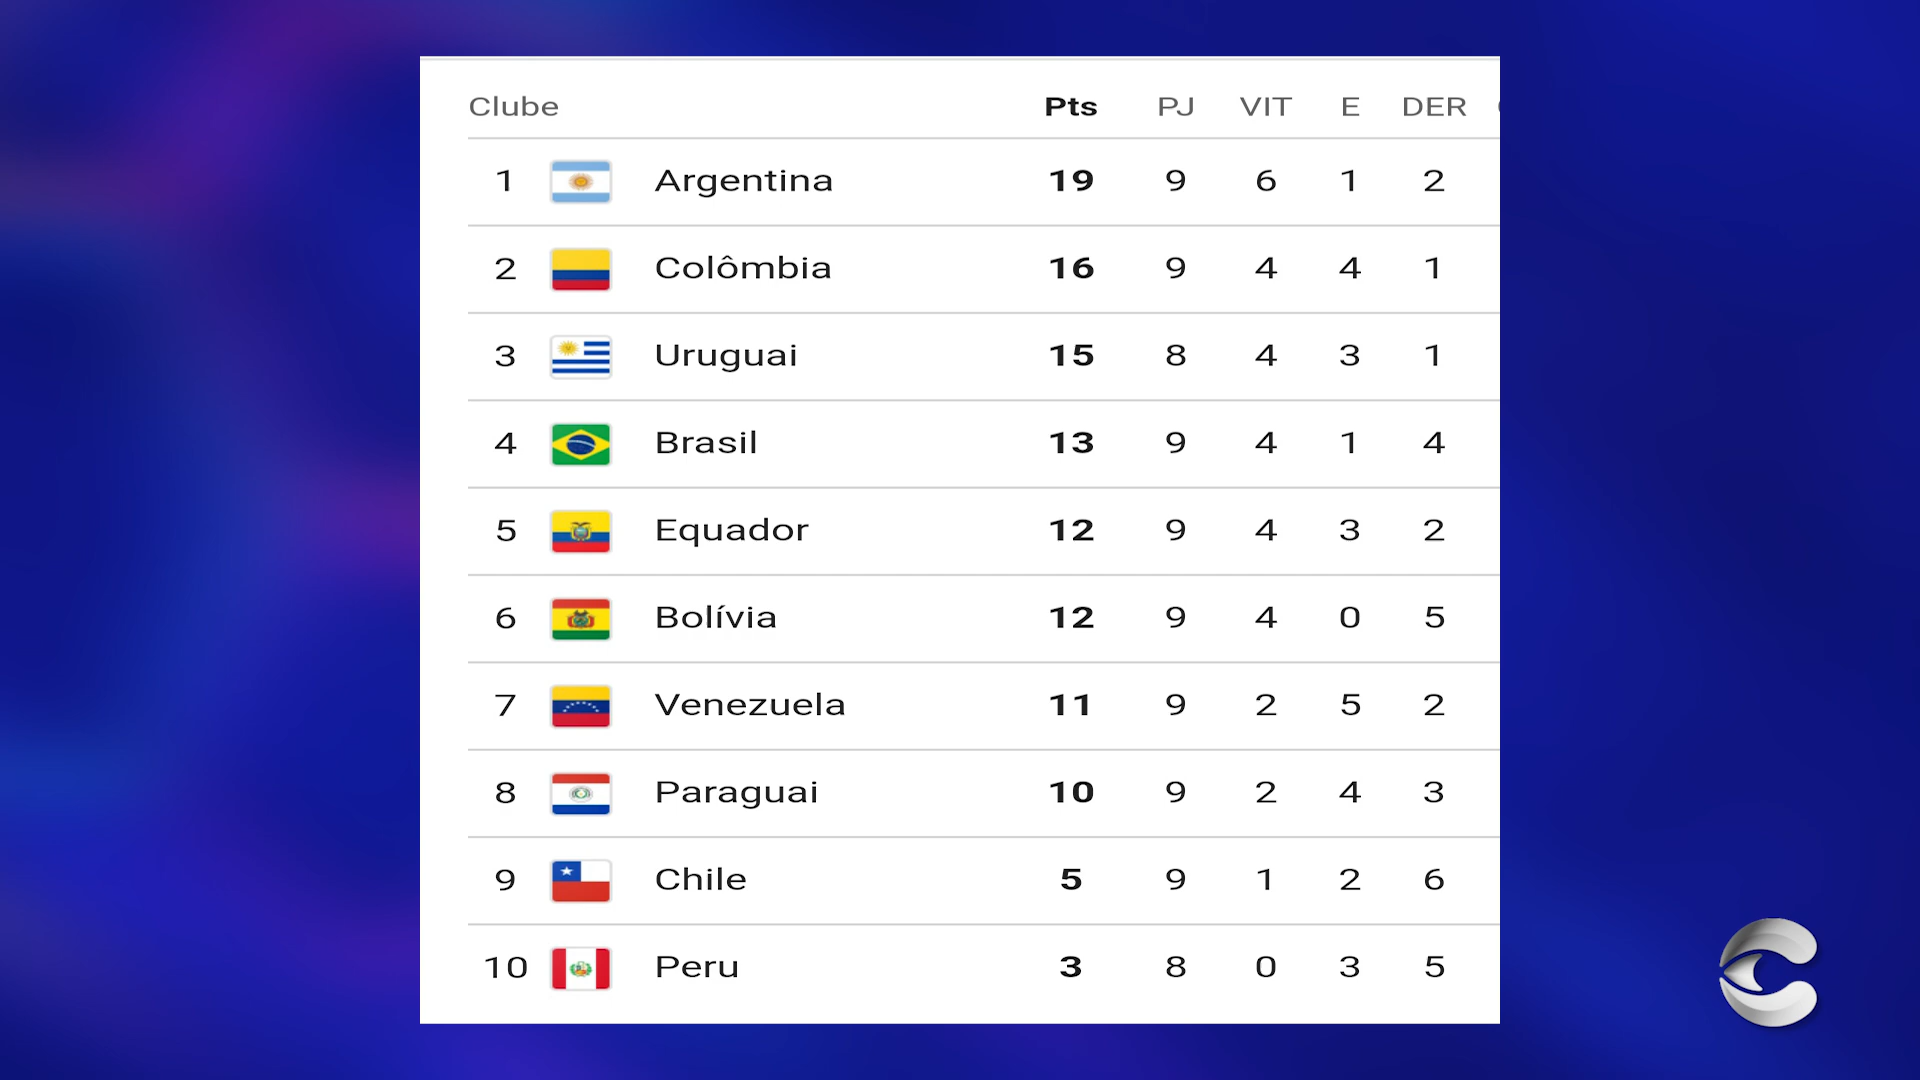 Clube Pts PJ VIT E DER
1 Argentina 19 9 6 1 2
2 Colômbia 16 9 4 4 1
3 Uruguai 15 8 4 3 1
4 Brasil 13 9 4 1 4
5 Equador 12 9 4 3 2
6 Bolívia 12 9 4 0 5
7 Venezuela 11 9 2 5 2
8 Paraguai 10 9 2 4 3
9 Chile 5 9 1 2 6
10 Peru 3 8 0 3 5